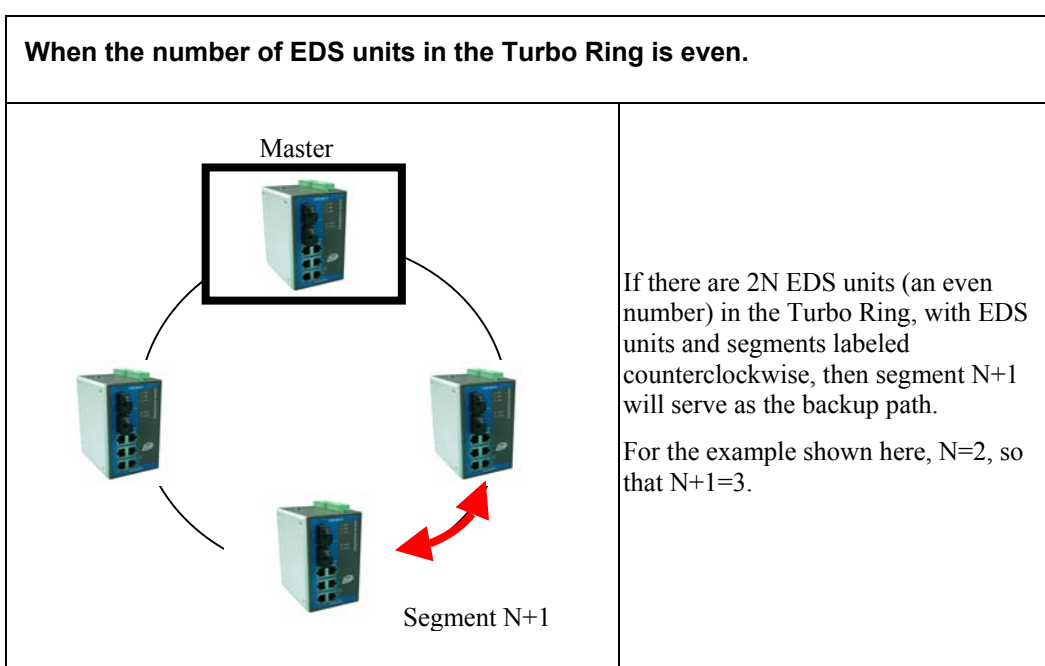 When the number of EDS units in the Turbo Ring is even.
Master
Segment N+1
If there are 2N EDS units (an even
number) in the Turbo Ring, with EDS
units and segments labeled
counterclockwise, then segment N+1
will serve as the backup path.
For the example shown here, N=2, so
that N+1=3.